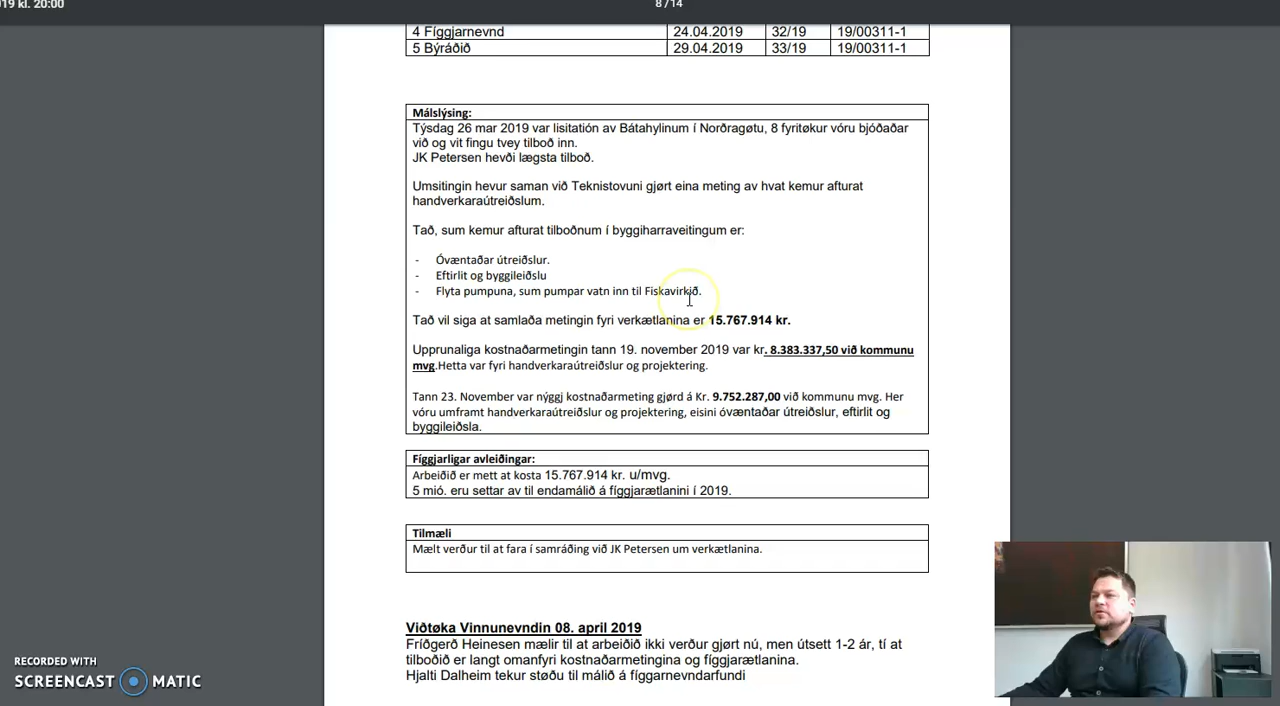 2019 kl. 20:00
8 / 14
4 Fíggjarnevnd 24.04.2019 32/19 19/00311-1
5 Býráðið 29.04.2019 33/19 19/00311-1
Málslýsing:
Týsdag 26 mar 2019 var lisitatión av Bátahylinum í Norðragøtu, 8 fyritøkur vóru bjóðaðar
við og vit fingu tvey tilboð inn.
JK Petersen hevði lægsta tilboð.
Umsitingin hevur saman við Teknistovuni gjørt eina meting av hvat kemur afturat
handverkaraútreiðslum.
Tað, sum kemur afturat tilboðnum í byggiharraveitingum er:
- Óvæntaðar útreiðslur.
- Eftirlit og byggileiðslu
- Flyta pumpuna, sum pumpar vatn inn til Fiskavirkið.
Tað vil siga at samlaða metingin fyri verkætlanina er 15.767.914 kr.
Upprunaliga kostnaðarmetingin tann 19. november 2019 var kr. 8.383.337,50 við kommunu
mvg.Hetta var fyri handverkaraútreiðslur og projektering.
Tann 23. November var nýggj kostnaðarmeting gjørd á Kr. 9.752.287,00 við kommunu mvg. Her
vóru umframt handverkaraútreiðslur og projektering, eisini óvæntaðar útreiðslur, eftirlit og
byggileiðsla.
Fíggjarligar avleiðingar:
Arbeiðið er mett at kosta 15.767.914 kr. u/mvg.
5 mió. eru settar av til endamálið á fíggjarætlanini í 2019.
Tilmæli
Mælt verður til at fara í samráðing við JK Petersen um verkætlanina.
Viðtøka Vinnunevndin 08. apríl 2019
Fríðgerð Heinesen mælir til at arbeiðið ikki verður gjørt nú, men útsett 1-2 ár, tí at
tilboðið er langt omanfyri kostnaðarmetingina og fíggjarætlanina.
Hjalti Dalheim tekur støðu til málið á fíggarnevndarfundi
RECORDED WITH
SCREENCAST MATIC